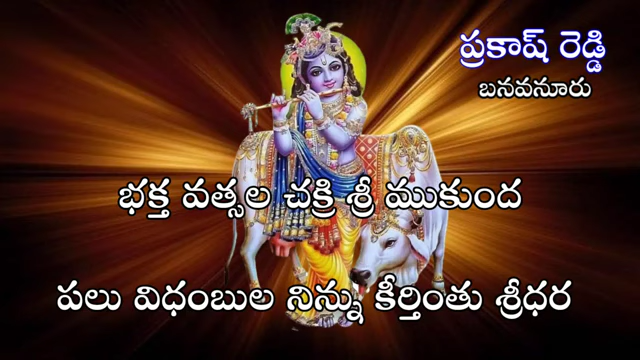 ప్రకాష్ రెడ్డి
బనవనూరు
భక్త వత్సల చక్రి శ్రీ ముకుంద
పలు విధంబుల నిన్ను కీర్తింతు శ్రీధర